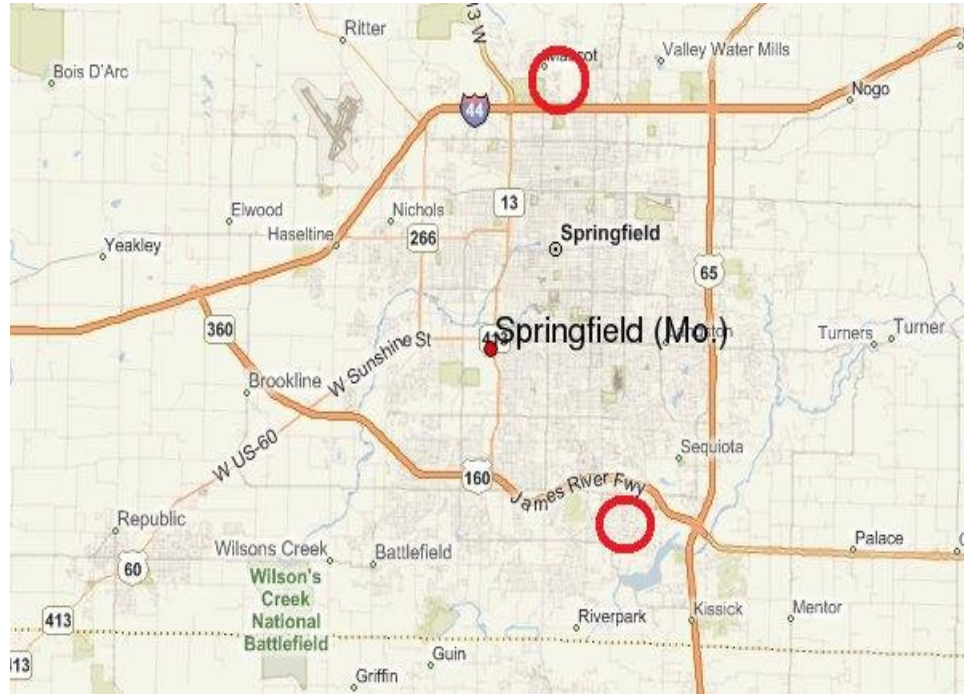 13 W
Ritter
Mascot
Valley Water Mills
Bois D'Arc
Nogo
44
13
Elwood
Nichols
Haseltine
266
Springfield
Yeakley
65
360
Springfield (Mo.)
W Sunshine St
Turners
Turner
Brookline
Sequiota
W US-60
160
James River Fwy
Republic
Wilsons Creek
Battlefield
Palace
60
Wilson's
Creek
National
Battlefield
413
Riverpark
Kissick
Mentor
13
Guin
Griffin